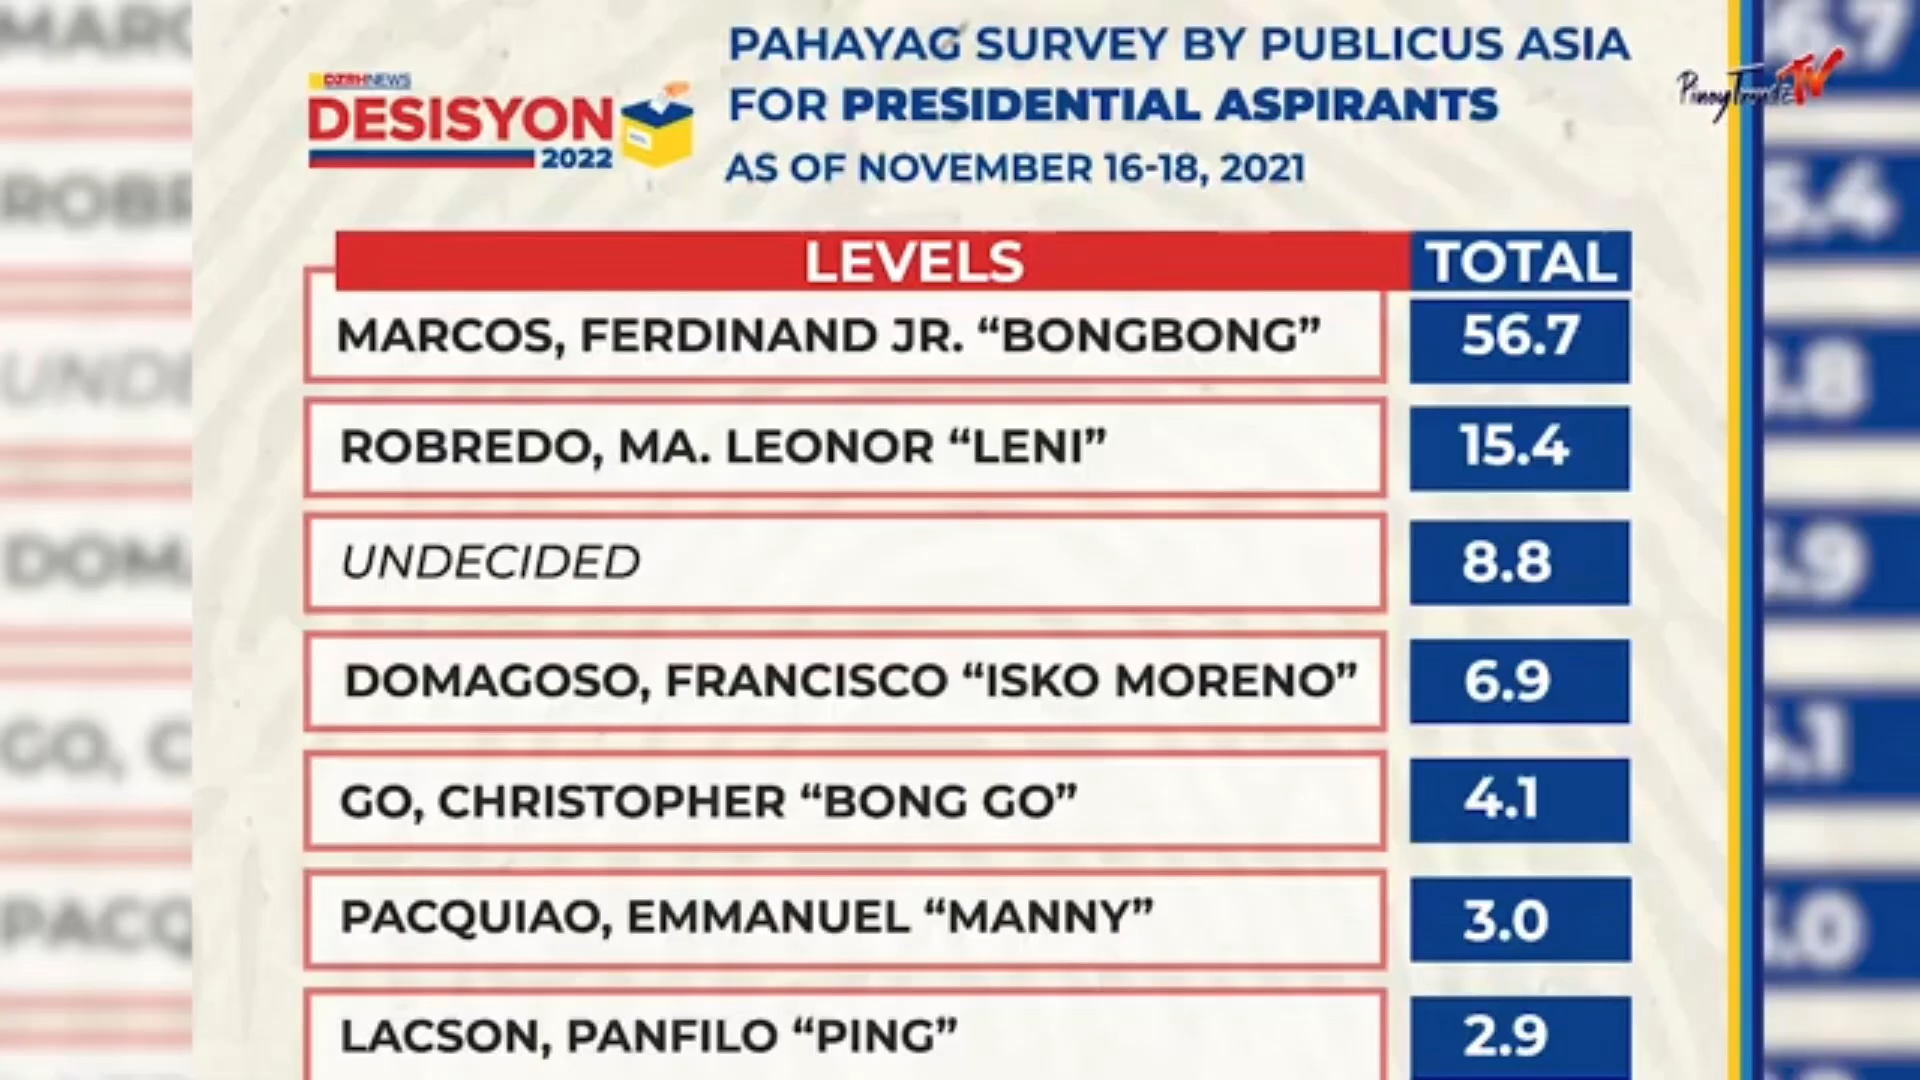 PAHAYAG SURVEY BY PUBLICUS ASIA
FOR PRESIDENTIAL ASPIRANTS
AS OF NOVEMBER 16-18, 2021
DZRHNEWS
DESISYON
2022
PinoyTrendzTV
LEVELS TOTAL
MARCOS, FERDINAND JR. “BONGBONG” 56.7
ROBREDO, MA. LEONOR “LENI” 15.4
UNDECIDED 8.8
DOMAGOSO, FRANCISCO “ISKO MORENO” 6.9
GO, CHRISTOPHER “BONG GO” 4.1
PACQUIAO, EMMANUEL “MANNY” 3.0
LACSON, PANFILO “PING” 2.9